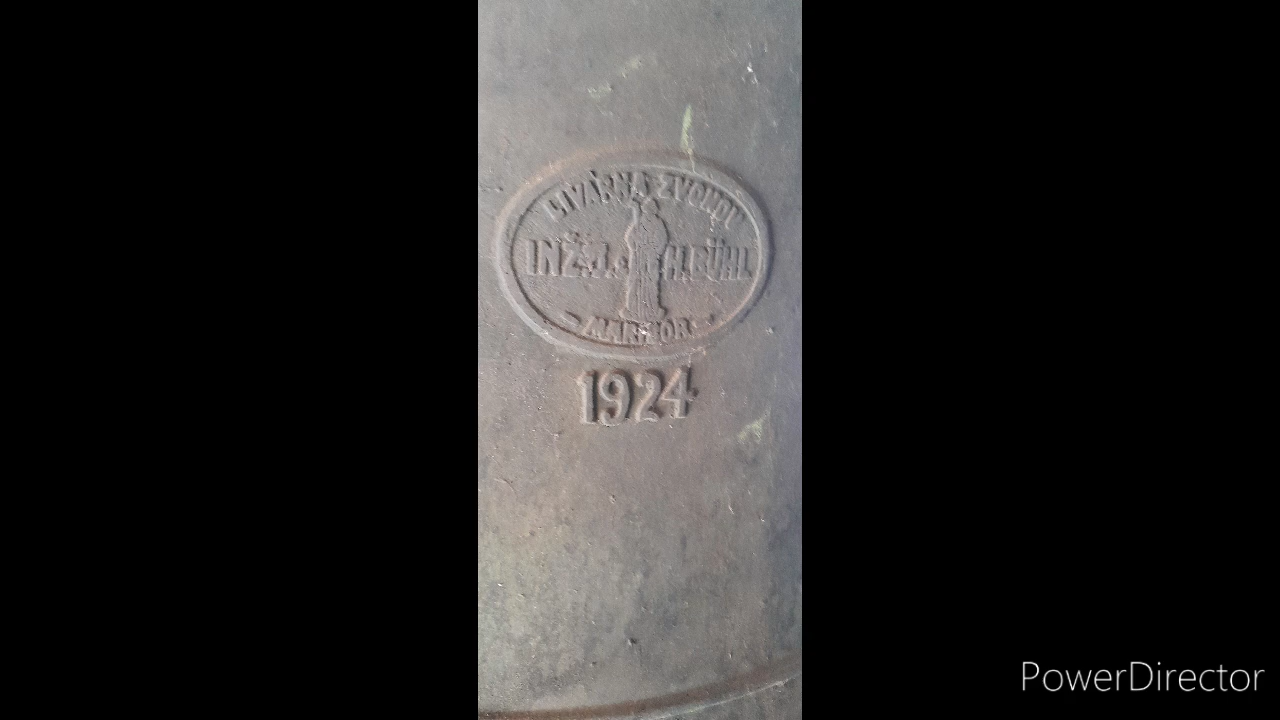 LIVARNA ZVONOV
INŽ. J. & H. BÜHL
MARIBOR
1924
PowerDirector